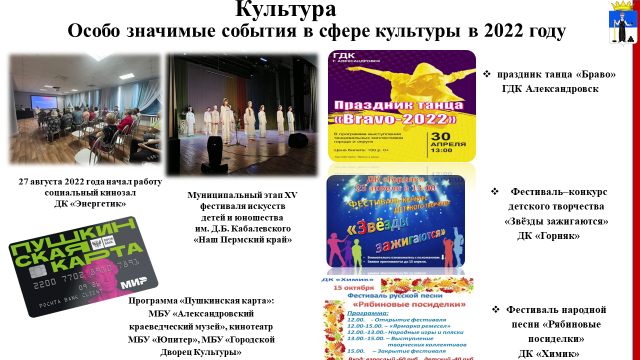 Культура
Особо значимые события в сфере культуры в 2022 году
27 августа 2022 года начал работу
социальный кинозал
ДК «Энергетик»
Муниципальный этап XV
фестиваля искусств
детей и юношества
им. Д.Б. Кабалевского
«Наш Пермский край»
ПУШКИН
СКАЯ
КАРТА
2200 7702
POCHTA BANK
МИР
Программа «Пушкинская карта»:
МБУ «Александровский
краеведческий музей», кинотеатр
МБУ «Юпитер», МБУ «Городской
Дворец Культуры»
ГДК
Г. АЛЕКСАНДРОВСК
Праздник танца
«Bravo-2022»
30
АПРЕЛЯ
13:00
ДК «Горняк»
ФЕСТИВАЛЬ-КОНКУРС
ДЕТСКОГО ТВОРЧЕСТВА
«Звёзды
зажигаются»
ДК «Химик»
15 октября
Фестиваль русской песни
«Рябиновые посиделки»
Программа:
12.00. - Открытие фестиваля
12.00-15.00. – «Ярмарка ремесел»
12.00.-13.00.- Народные игры и пляски
13.00.-15.00. – Выступление
творческих коллективов
15.00. – Закрытие фестиваля
❖ праздник танца «Браво»
ГДК Александровск
❖ Фестиваль–конкурс
детского творчества
«Звёзды зажигаются»
ДК «Горняк»
❖ Фестиваль народной
песни «Рябиновые
посиделки»
ДК «Химик»